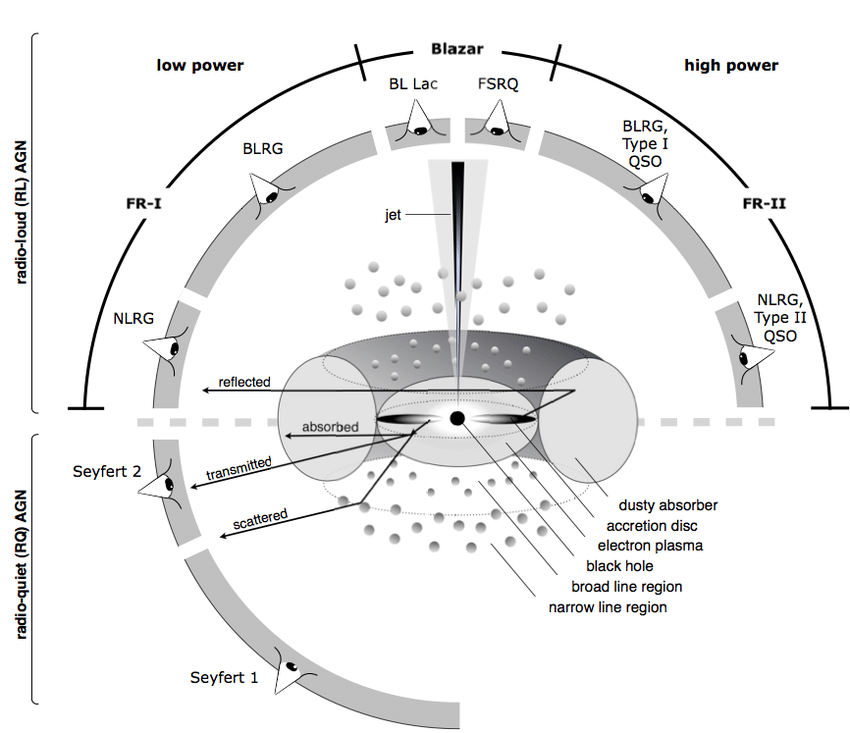 Blazar
low power
high power
BL Lac
FSRQ
BLRG
BLRG,
Type I
QSO
radio-loud (RL) AGN
FR-I
FR-II
jet
NLRG
NLRG,
Type II
QSO
reflected
absorbed
transmitted
scattered
Seyfert 2
dusty absorber
accretion disc
electron plasma
black hole
broad line region
narrow line region
radio-quiet (RQ) AGN
Seyfert 1